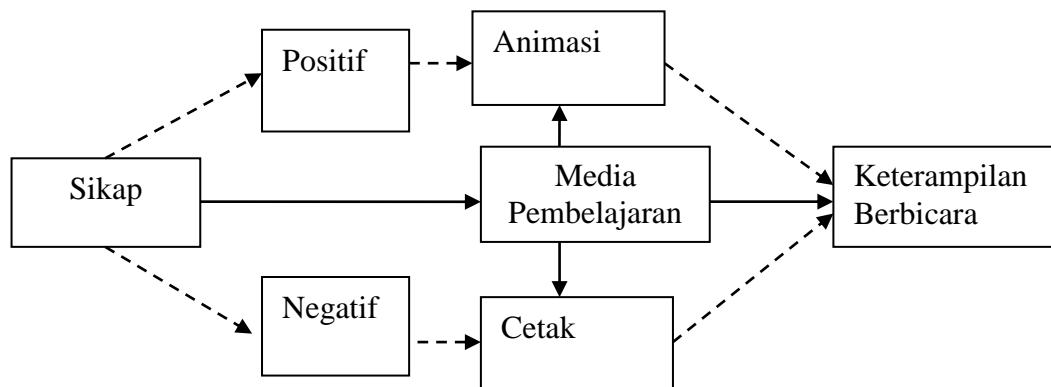 Positif
Animasi
Sikap
Media
Pembelajaran
Keterampilan
Berbicara
Negatif
Cetak